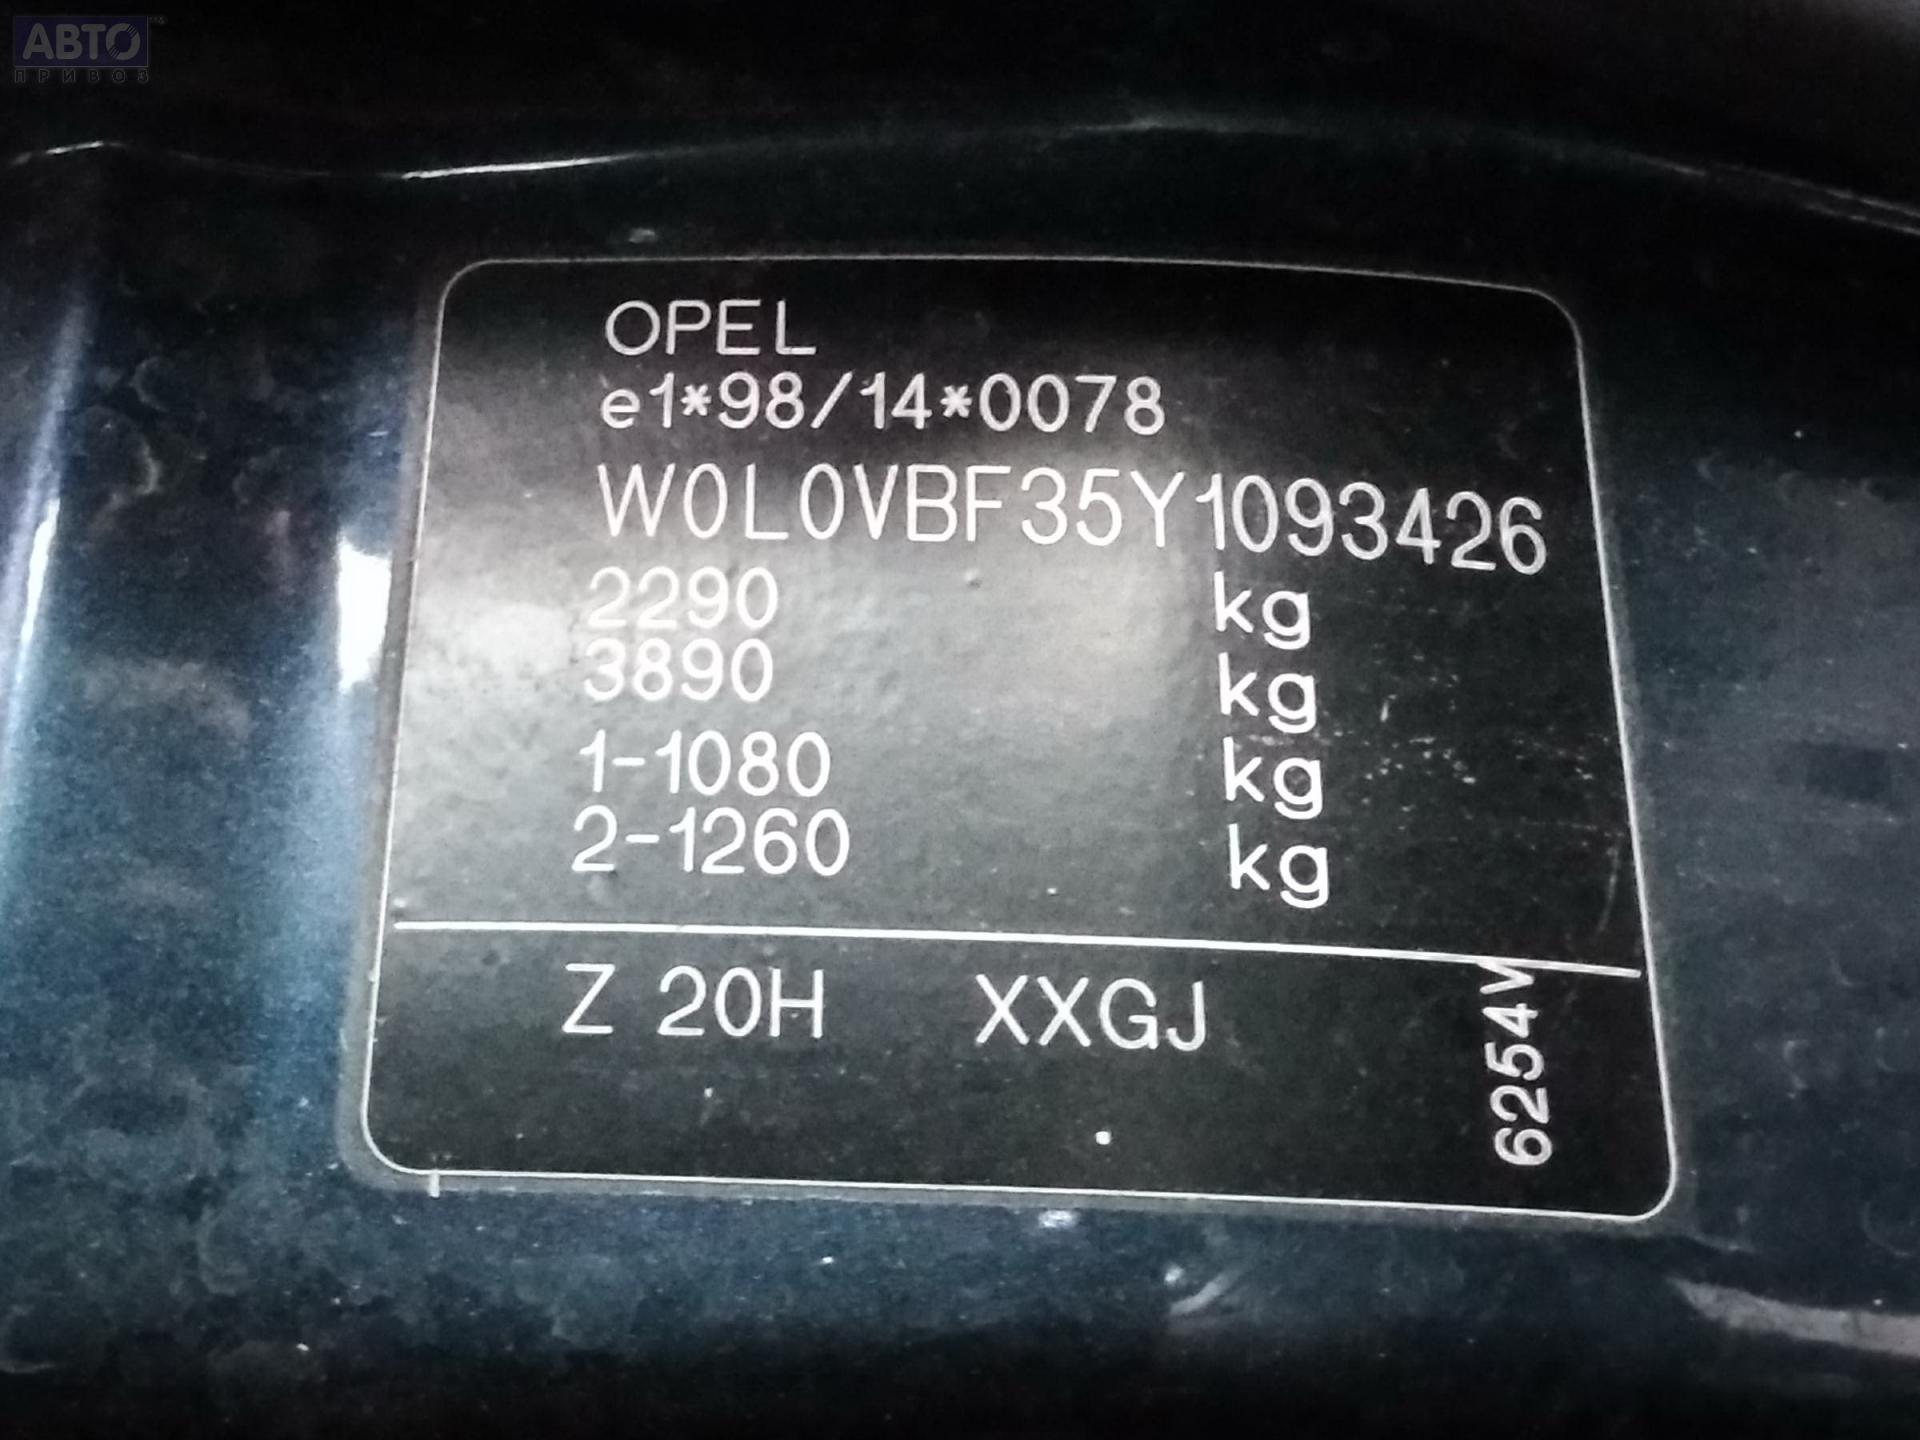 АВТО
ПРИВОЗ
OPEL
e1*98/14*0078
W0L0VBF35Y1093426
2290 kg
3890 kg
1-1080 kg
2-1260 kg
Z 20H XXGJ
6254W